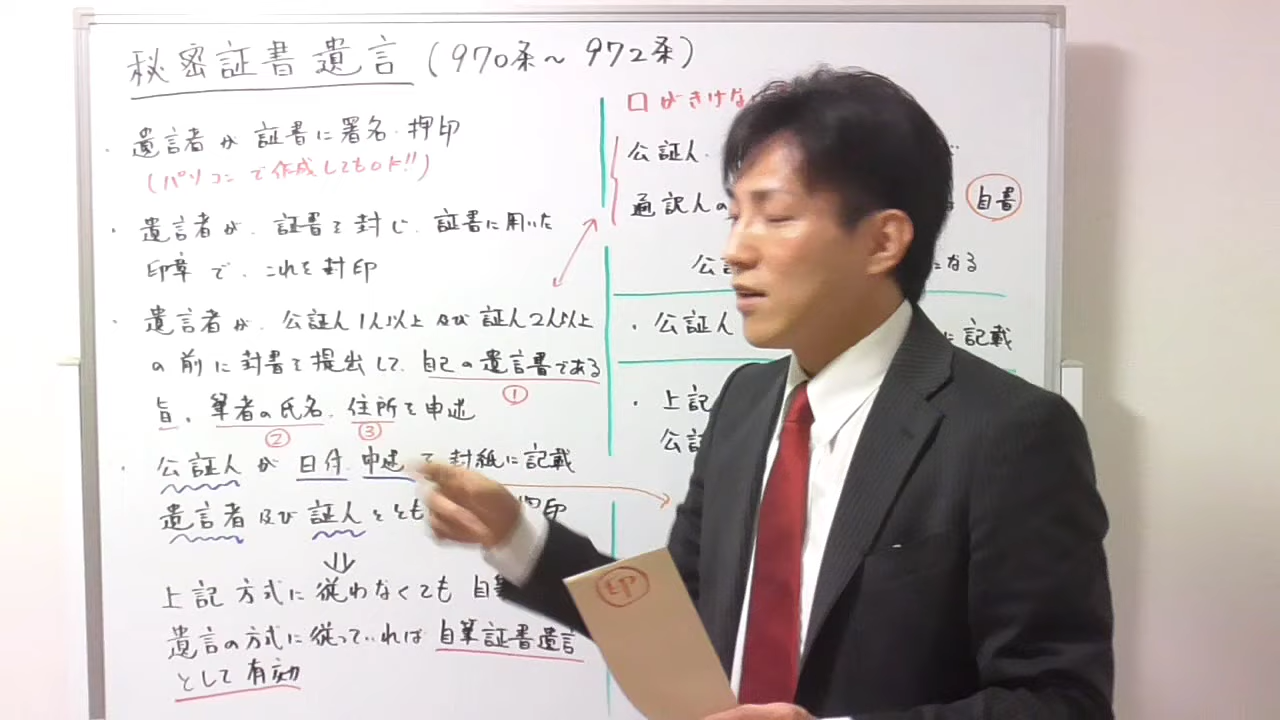 秘密証書遺言(970条～972条)
・遺言者が証書に署名・押印
(パソコンで作成してもOK!!)
・遺言者が、証書を封じ、証書に用いた
印章で、これを封印
・遺言者が、公証人1人以上及び証人2人以上
の前に封書を提出して、自己の遺言書である
①
旨、筆者の氏名、住所を申述
② ③
・公証人が日付、申述を封紙に記載
遺言者及び証人ととも 押印
⇓
上記方式に従わなくても自筆
遺言の方式に従っていれば自筆証書遺言
として有効
口がきけな
公証人、
通訳人の 自書
公 になる
・公証人 に記載
・上記
公証
印